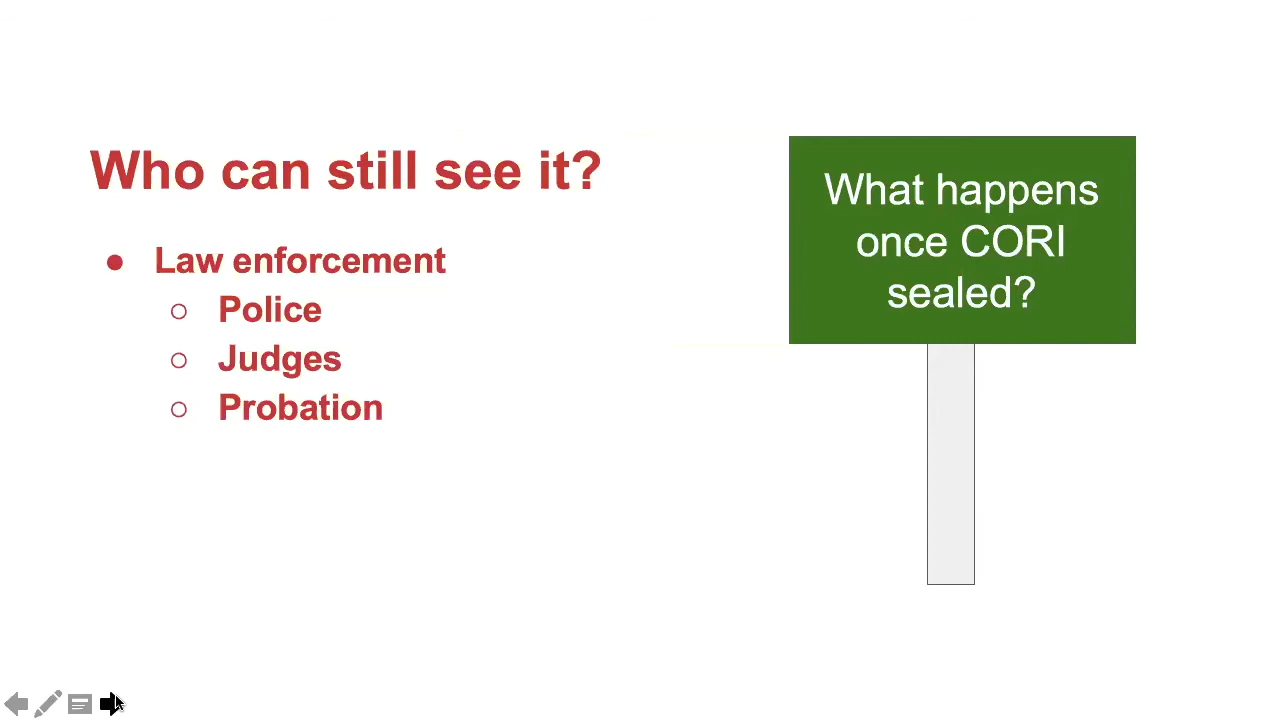 Who can still see it?
● Law enforcement
○ Police
○ Judges
○ Probation
What happens
once CORI
sealed?